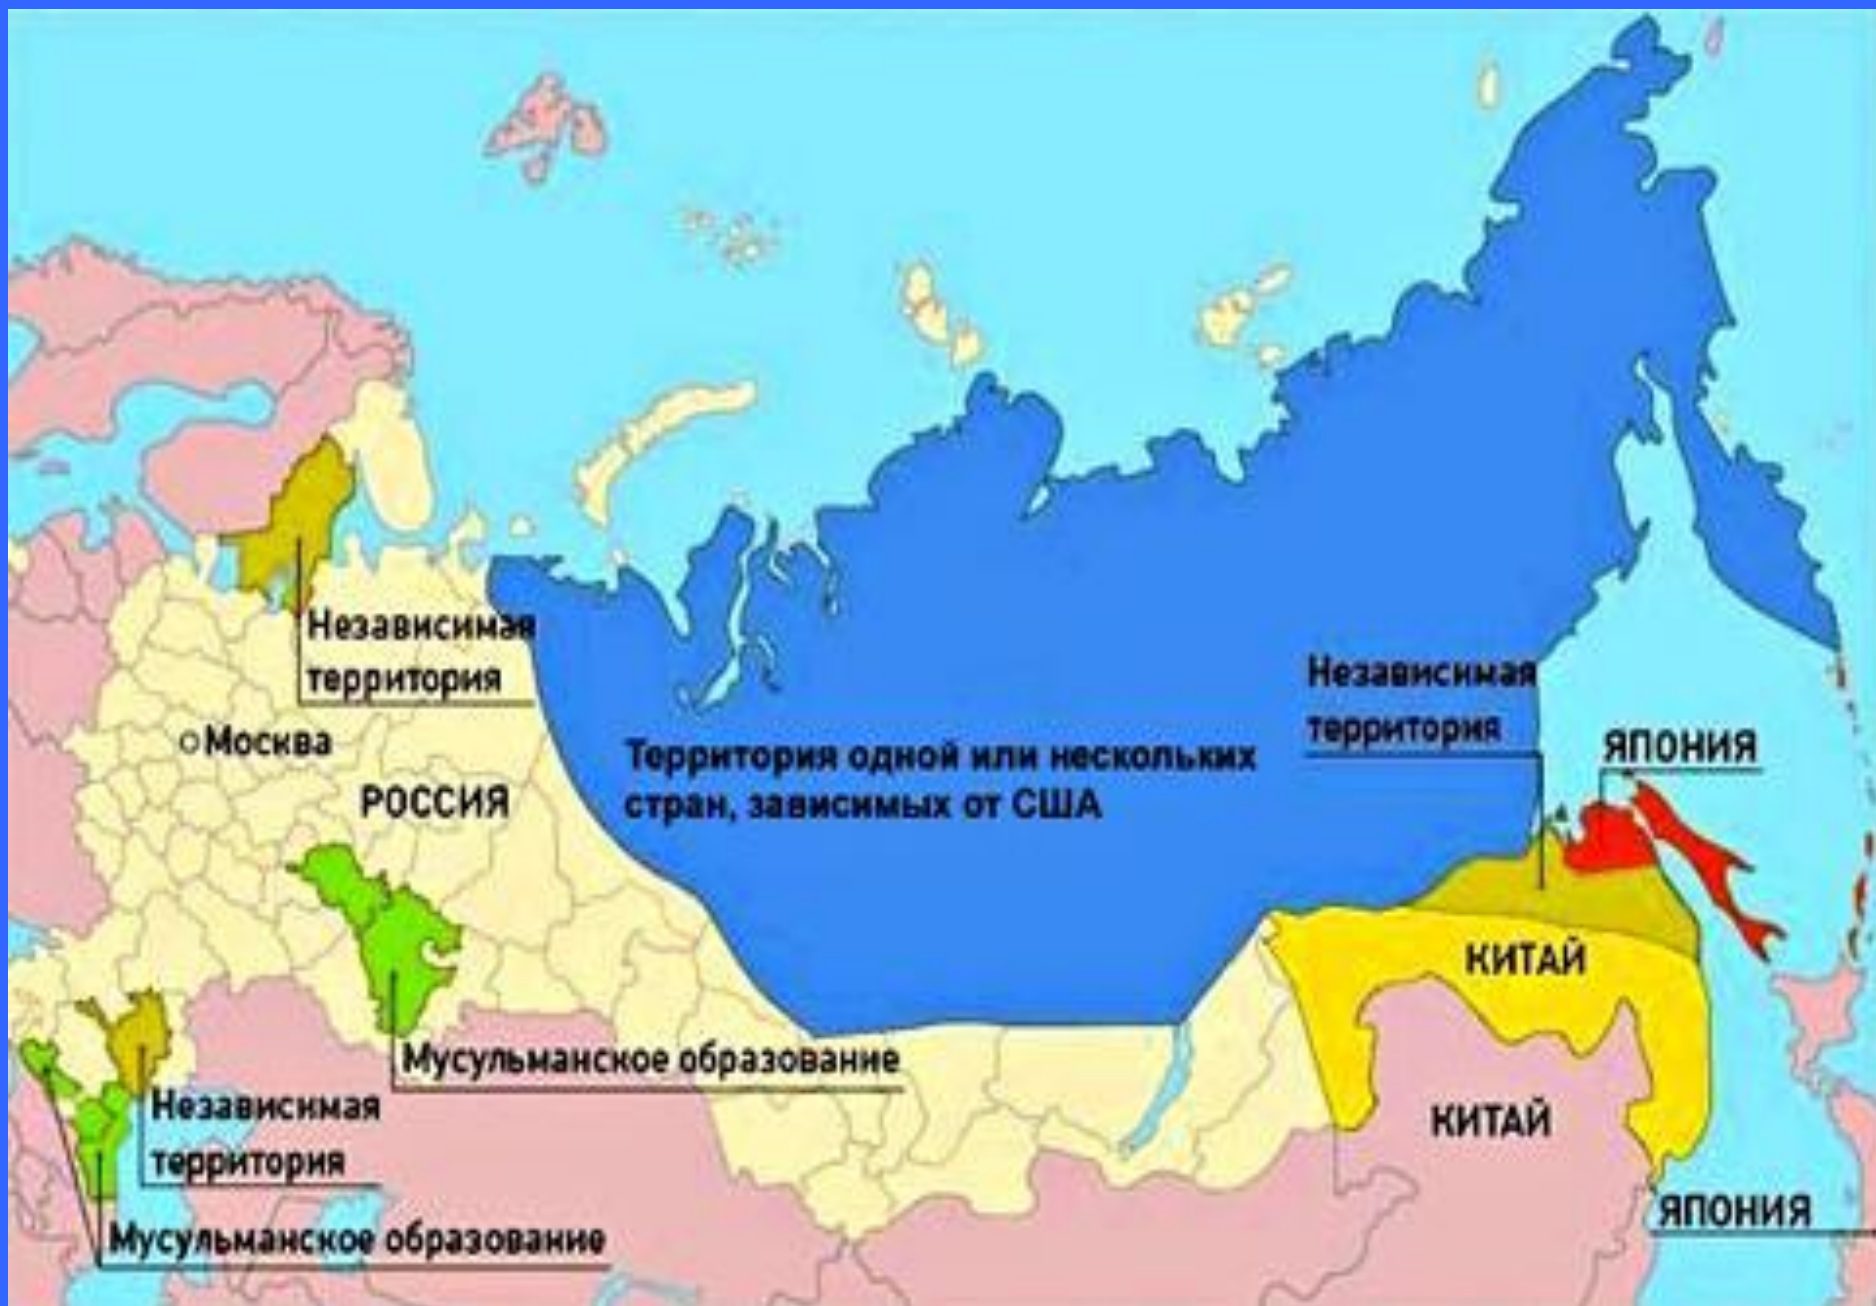 Независимая
территория
Независимая
территория
Москва
ЯПОНИЯ
Территория одной или нескольких
стран, зависимых от США
РОССИЯ
КИТАЙ
Мусульманское образование
Независимая
территория
КИТАЙ
Мусульманское образование
ЯПОНИЯ